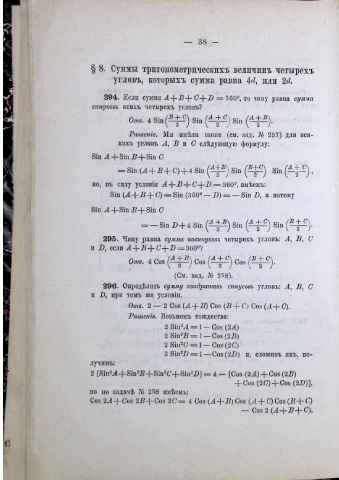 — 38 —
§ 8. Суммы тригонометрическихъ величинъ четырехъ
угловъ, которыхъ сумма равна 4d, или 2d.
294. Если сумма A+B+C+D=360°, то чему равна сумма
синусовъ этихъ четырехъ угловъ?
Отв. 4 Sin (B+C/2) Sin (A+C/2) Sin (A+B/2).
Рѣшеніе. Мы имѣли выше (см. зад. № 257) для вся-
кихъ угловъ A, B и C слѣдующую формулу:
Sin A+Sin B+Sin C
=Sin (A+B+C)+4 Sin (A+B/2) Sin (B+C/2) Sin (A+C/2),
но, въ силу условія A+B+C+D=360°, имѣемъ:
Sin (A+B+C)=Sin (360°—D)=—Sin D, а потому
Sin A+Sin B+Sin C
=—Sin D+4 Sin (A+B/2) Sin (A+C/2) Sin (B+C/2).
295. Чему равна сумма косинусовъ четырехъ угловъ: A, B, C
и D, если A+B+C+D=360°?
Отв. 4 Cos (A+B/2) Cos (A+C/2) Cos (B+C/2).
(См. зад. № 258).
296. Опредѣлить сумму квадратовъ синусовъ угловъ: A, B, C
и D, при томъ же условіи.
Отв. 2—2 Cos (A+B) Cos (B+C) Cos (A+C).
Рѣшеніе. Возьмемъ тождества:
2 Sin²A=1—Cos (2A)
2 Sin²B=1—Cos (2B)
2 Sin²C=1—Cos (2C)
2 Sin²D=1—Cos (2D) и, сложивъ ихъ, по-
лучимъ:
2 [Sin²A+Sin²B+Sin²C+Sin²D]=4—[Cos (2A)+Cos (2B)
+Cos (2C)+Cos (2D)],
но по задачѣ № 258 имѣемъ:
Cos 2A+Cos 2B+Cos 2C=4 Cos (A+B) Cos (A+C) Cos (B+C)
—Cos 2 (A+B+C),